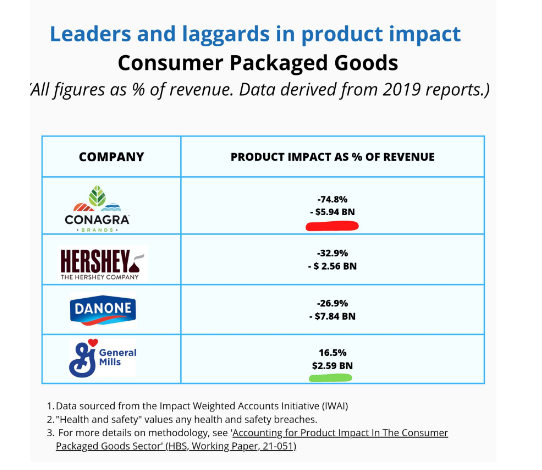 Leaders and laggards in product impact
Consumer Packaged Goods
(All figures as % of revenue. Data derived from 2019 reports.)
COMPANY
PRODUCT IMPACT AS % OF REVENUE
CONAGRA
BRANDS
-74.8%
- $5.94 BN
HERSHEY
THE HERSHEY COMPANY
-32.9%
- $ 2.56 BN
DANONE
-26.9%
- $7.84 BN
General
Mills
16.5%
$2.59 BN
1. Data sourced from the Impact Weighted Accounts Initiative (IWAI)
2. "Health and safety" values any health and safety breaches.
3. For more details on methodology, see 'Accounting for Product Impact In The Consumer
Packaged Goods Sector' (HBS, Working Paper, 21-051)